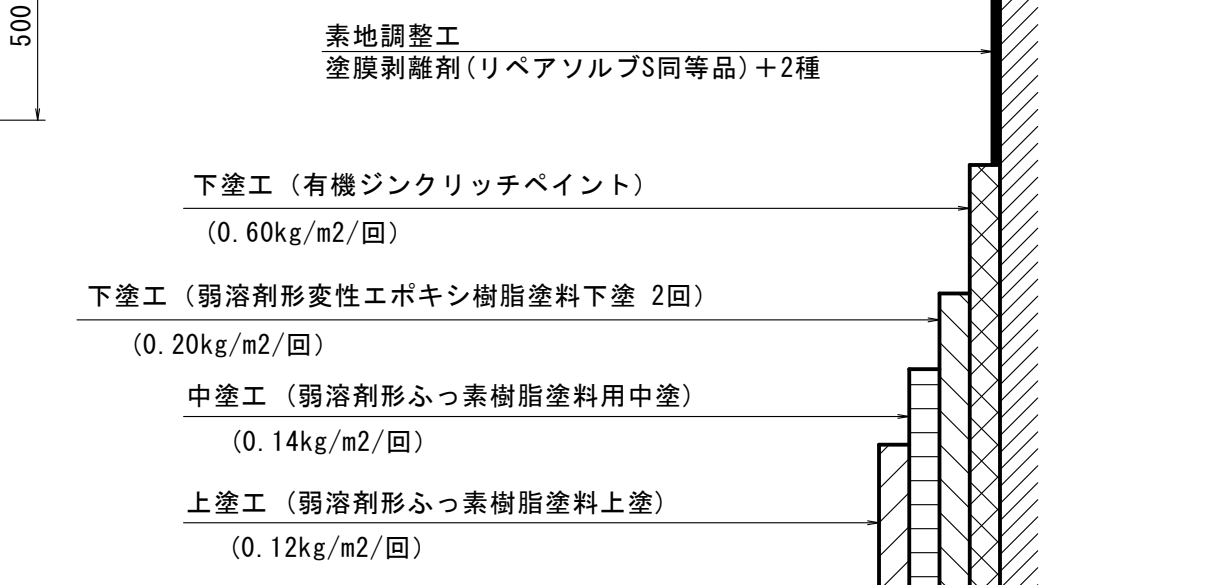 500
素地調整工
塗膜剥離剤(リペアソルブS同等品)＋2種
下塗工（有機ジンクリッチペイント）
(0.60kg/m2/回)
下塗工（弱溶剤形変性エポキシ樹脂塗料下塗 2回）
(0.20kg/m2/回)
中塗工（弱溶剤形ふっ素樹脂塗料用中塗）
(0.14kg/m2/回)
上塗工（弱溶剤形ふっ素樹脂塗料上塗）
(0.12kg/m2/回)